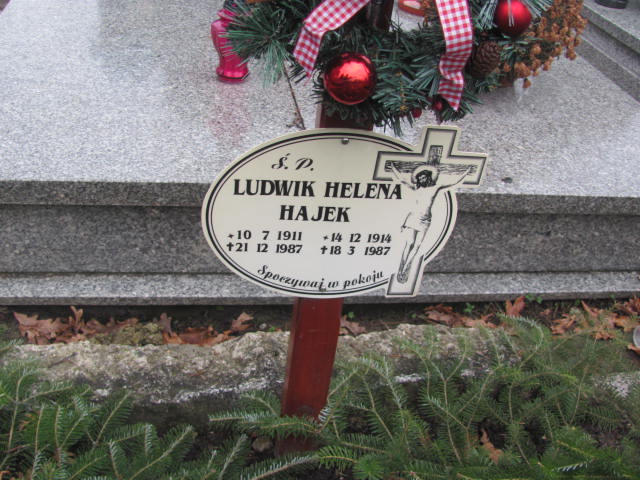 Ś. P.
LUDWIK HELENA
HAJEK
* 10 7 1911 * 14 12 1914
✝ 21 12 1987 ✝ 18 3 1987
Spoczywaj w pokoju